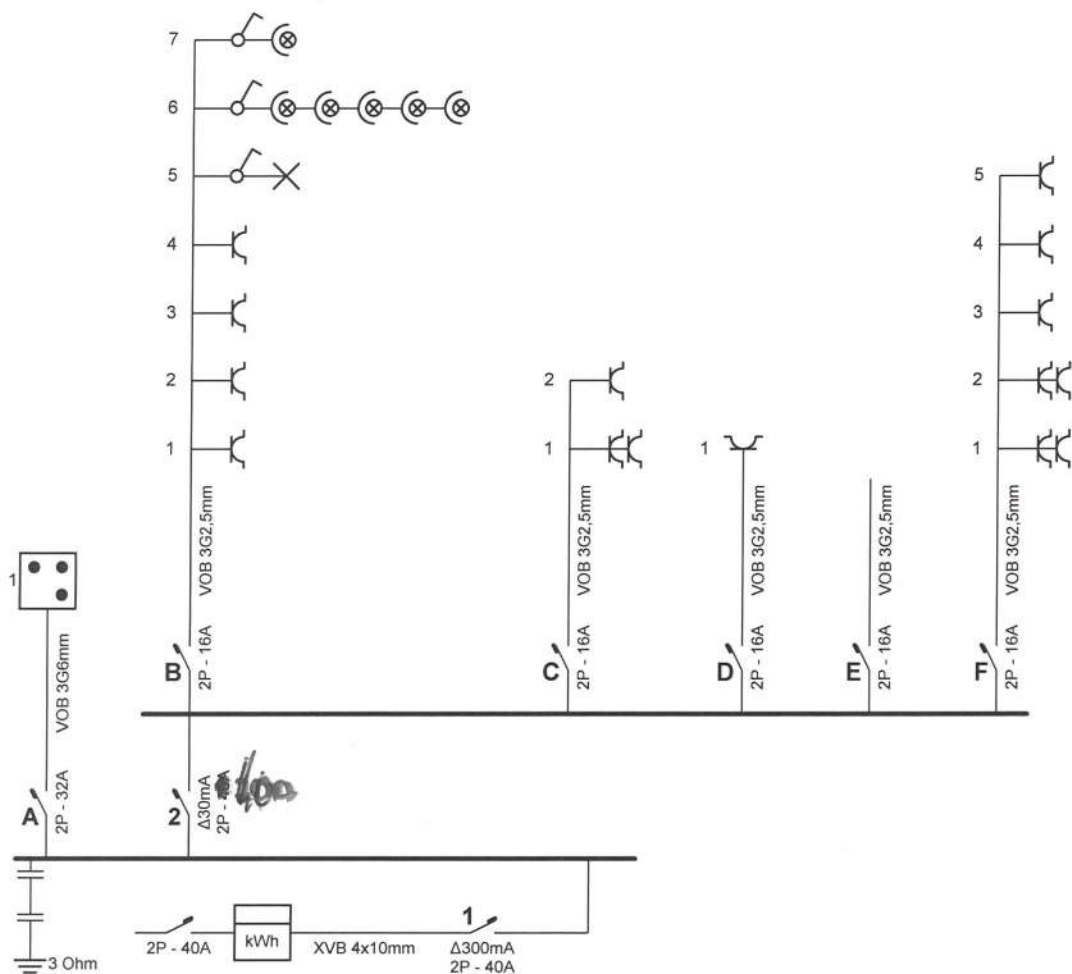 7
6
5
5
4
4
3
3
2
2
2
1
1
1
1
VOB 3G2,5mm
VOB 3G2,5mm
VOB 3G2,5mm
VOB 3G2,5mm
VOB 3G2,5mm
1
B
2P - 16A
C
2P - 16A
D
2P - 16A
E
2P - 16A
F
2P - 16A
VOB 3G6mm
A
2P - 32A
2
Δ30mA
2P -
1
2P - 40A
kWh
XVB 4x10mm
Δ300mA
2P - 40A
3 Ohm